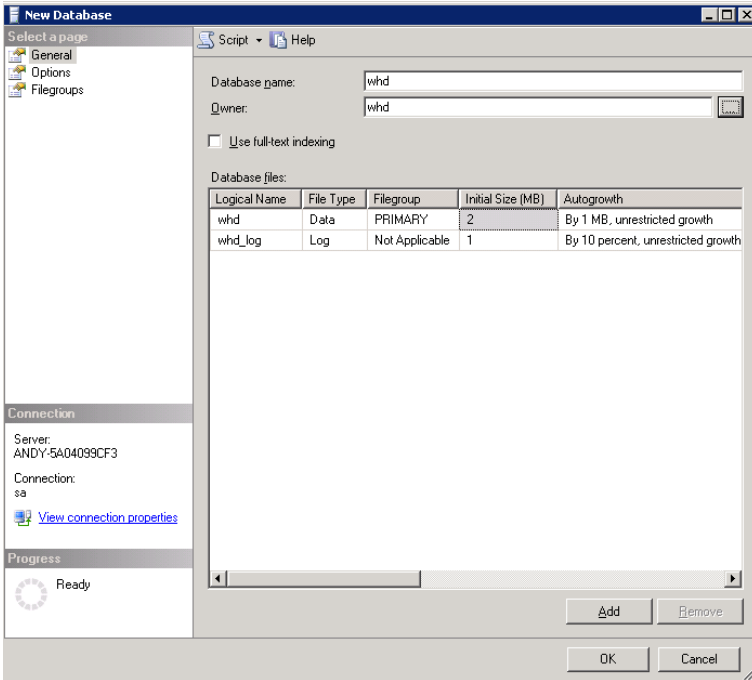 New Database
Select a page
General
Options
Filegroups
Script Help
Database name: whd
Owner: whd
...
Use full-text indexing
Database files:
Logical Name File Type Filegroup Initial Size (MB) Autogrowth
whd Data PRIMARY 2 By 1 MB, unrestricted growth
whd_log Log Not Applicable 1 By 10 percent, unrestricted growth
Connection
Server:
ANDY-5A04099CF3
Connection:
sa
View connection properties
Progress
Ready
Add Remove
OK Cancel